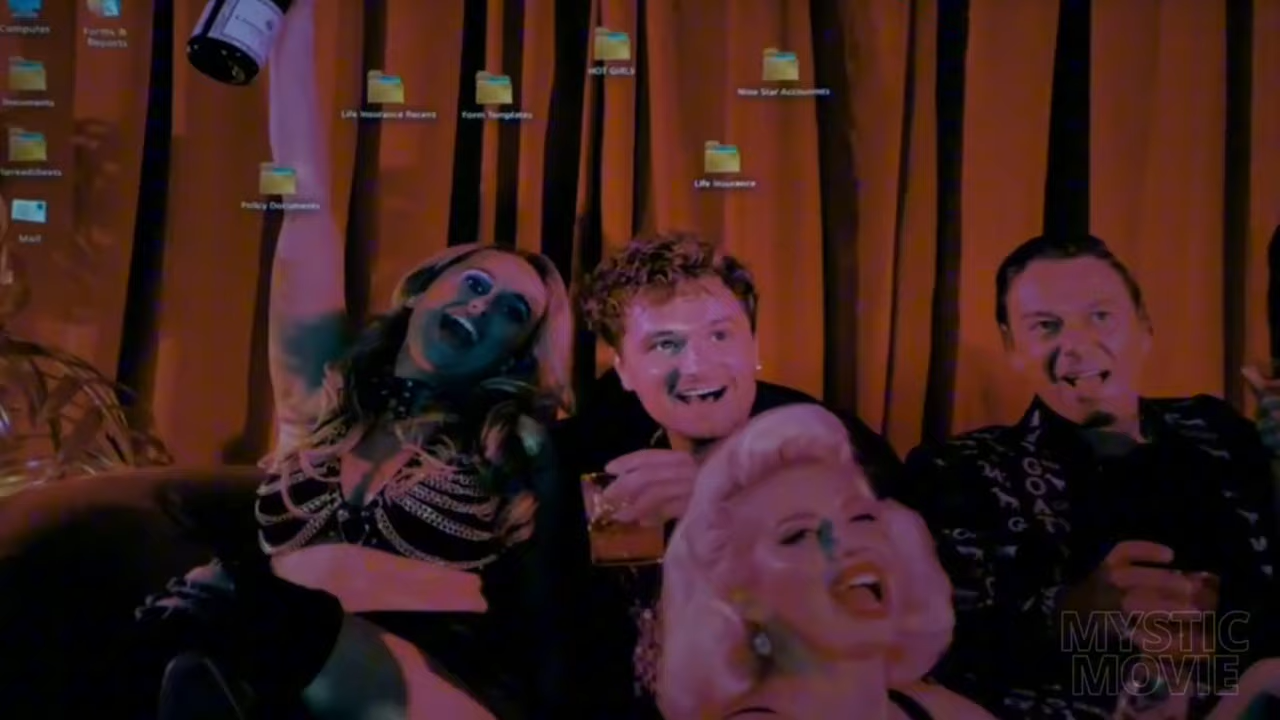 Computer
Forms &
Reports
Documents
Spreadsheets
Mail
Policy Documents
Life Insurance Recent
Form Templates
HOT GIRLS
Nine Star Accounts
Life Insurance
MYSTIC
MOVIE